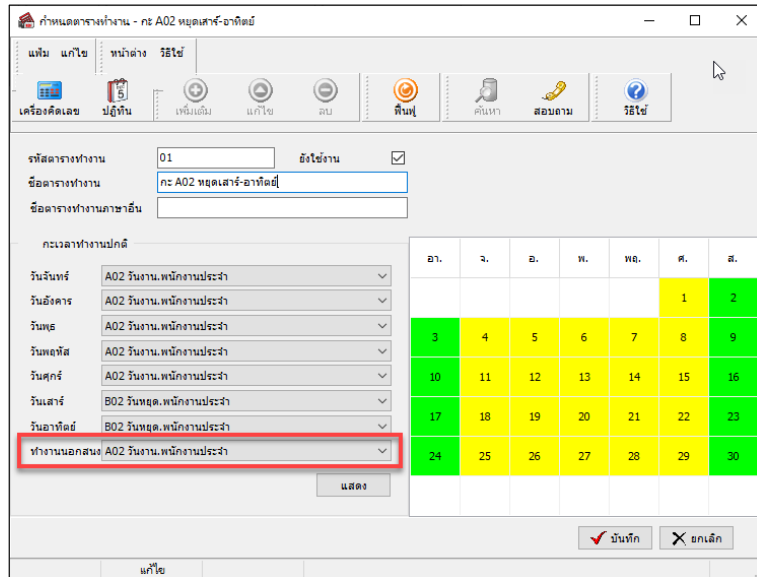 กำหนดตารางทำงาน - กะ A02 หยุดเสาร์-อาทิตย์
แฟ้ม แก้ไข หน้าต่าง วิธีใช้
เครื่องคิดเลข ปฏิทิน เพิ่มเติม แก้ไข ลบ ฟื้นฟู ค้นหา สอบถาม วิธีใช้
รหัสตารางทำงาน 01 ยังใช้งาน
ชื่อตารางทำงาน กะ A02 หยุดเสาร์-อาทิตย์
ชื่อตารางทำงานภาษาอื่น
กะเวลาทำงานปกติ
วันจันทร์ A02 วันงาน.พนักงานประจำ
วันอังคาร A02 วันงาน.พนักงานประจำ
วันพุธ A02 วันงาน.พนักงานประจำ
วันพฤหัส A02 วันงาน.พนักงานประจำ
วันศุกร์ A02 วันงาน.พนักงานประจำ
วันเสาร์ B02 วันหยุด.พนักงานประจำ
วันอาทิตย์ B02 วันหยุด.พนักงานประจำ
ทำงานนอกสถน A02 วันงาน.พนักงานประจำ
แสดง
อา. จ. อ. พ. พฤ. ศ. ส.
1 2
3 4 5 6 7 8 9
10 11 12 13 14 15 16
17 18 19 20 21 22 23
24 25 26 27 28 29 30
บันทึก ยกเลิก
แก้ไข